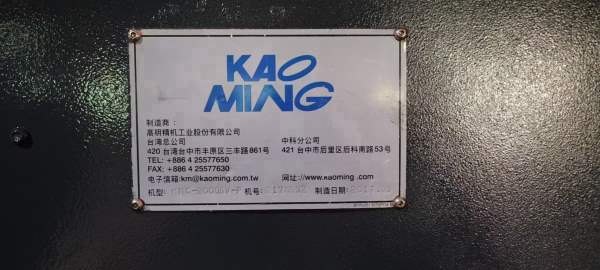 KAO
MING
制造商：
高明精机工业股份有限公司
台湾总公司 中科分公司
420 台湾台中市丰原区三丰路861号 421 台中市后里区后科南路53号
TEL: +886 4 25577650
FAX: +886 4 25577630
电子信箱:km@kaoming.com.tw 网址://www.kaoming .com.tw
机型: 机号: 制造日期: